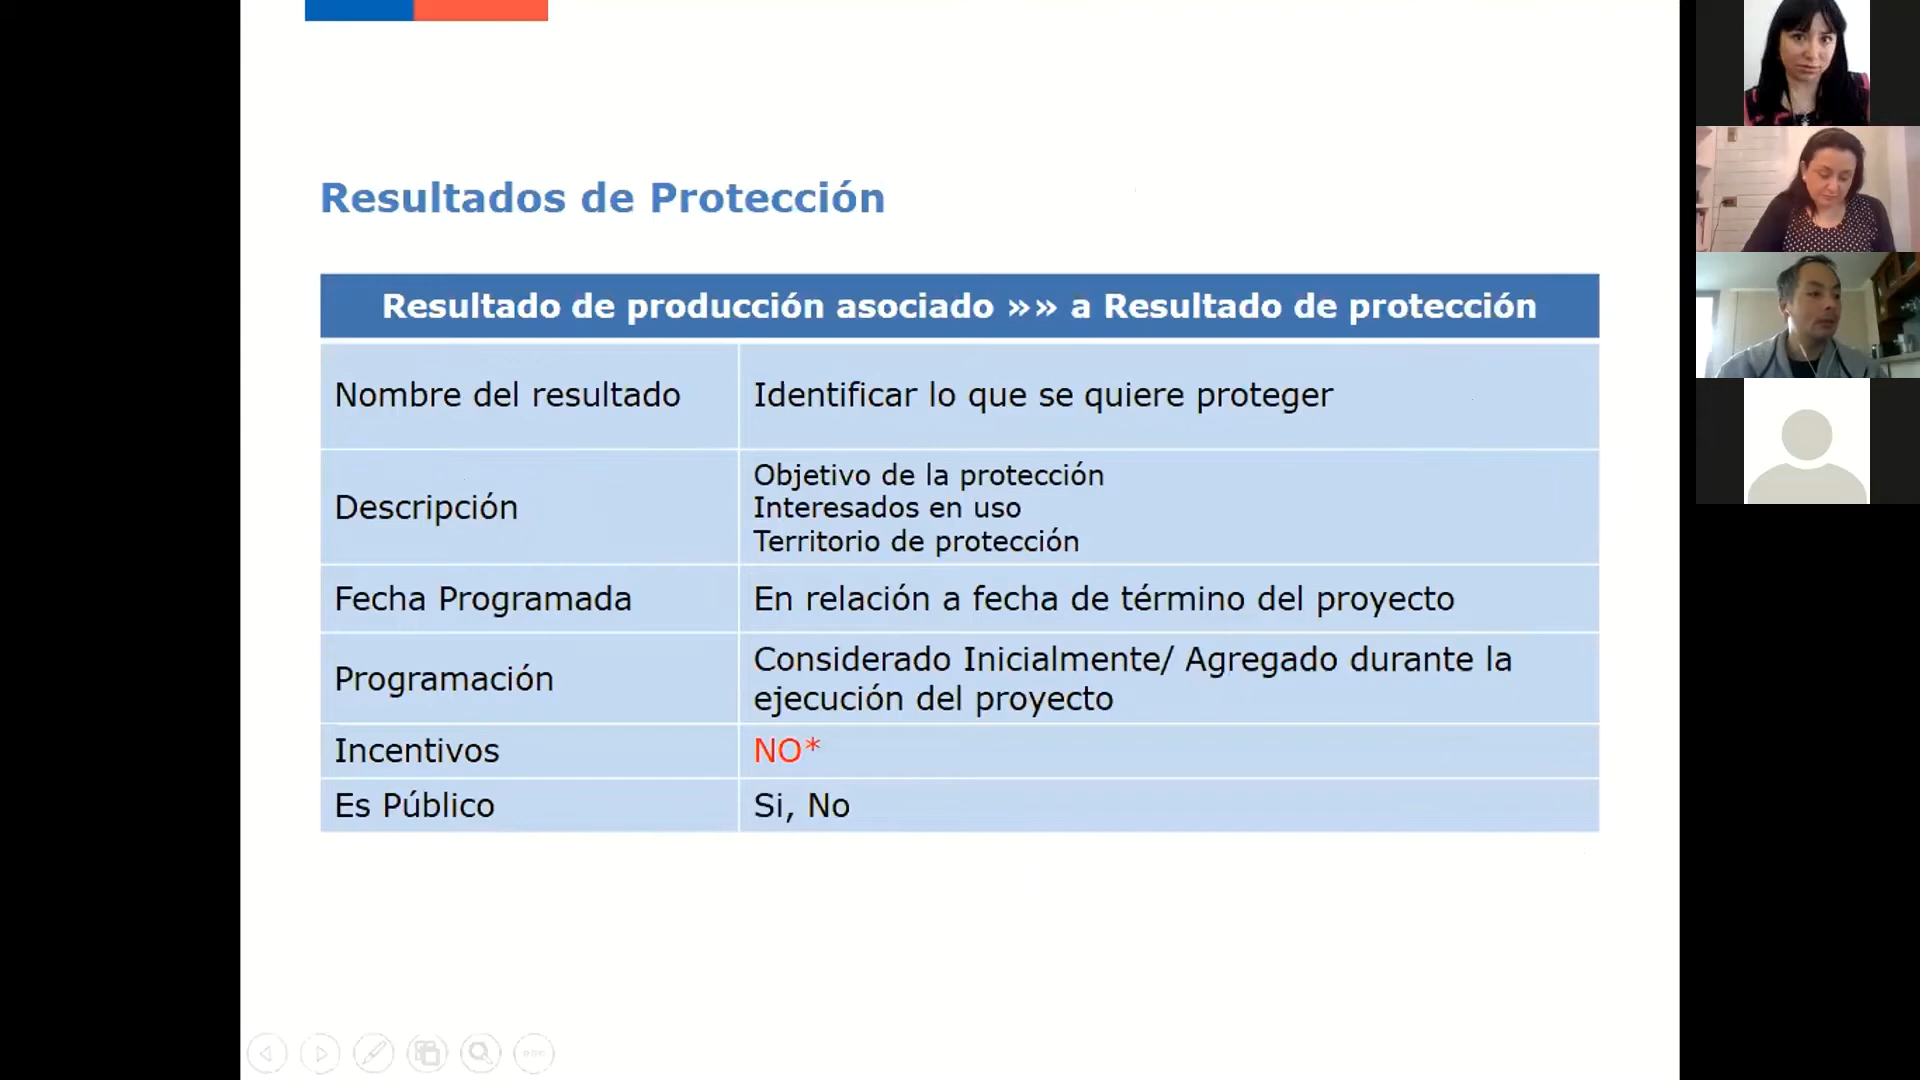 Resultados de Protección
Resultado de producción asociado »» a Resultado de protección
Nombre del resultado
Identificar lo que se quiere proteger
Descripción
Objetivo de la protección
Interesados en uso
Territorio de protección
Fecha Programada
En relación a fecha de término del proyecto
Programación
Considerado Inicialmente/ Agregado durante la
ejecución del proyecto
Incentivos
NO*
Es Público
Si, No